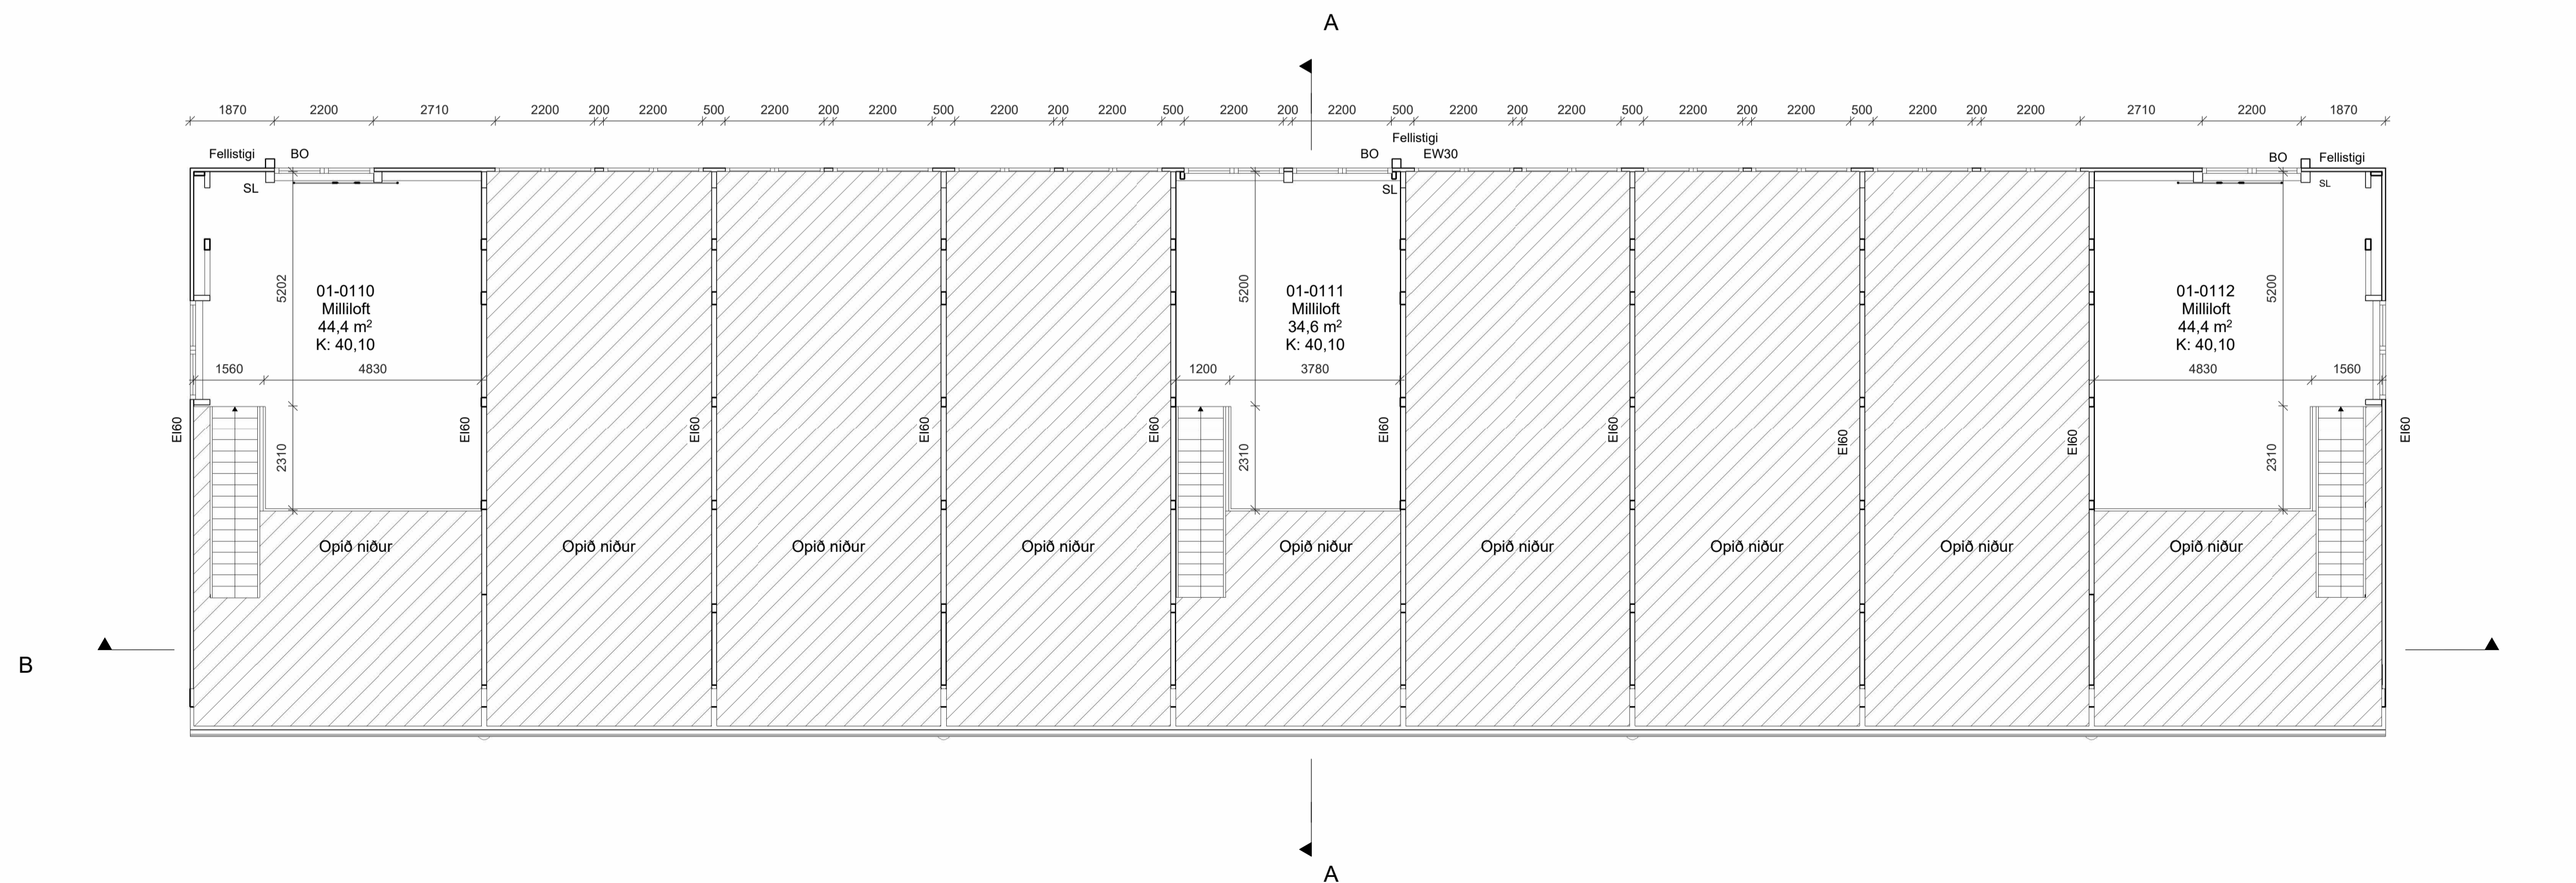 A
1870 2200 2710 2200 200 2200 500 2200 200 2200 500 2200 200 2200 500 2200 200 2200 500 2200 200 2200 500 2200 200 2200 500 2200 200 2200 2710 2200 1870
Fellistigi
Fellistigi BO BO EW30 BO Fellistigi
SL SL SL
5202 5200 5200
01-0110
Milliloft
44,4 m²
K: 40,10
01-0111
Milliloft
34,6 m²
K: 40,10
01-0112
Milliloft
44,4 m²
K: 40,10
1560 4830 1200 3780 4830 1560
EI60 EI60 EI60 EI60 EI60 EI60 EI60 EI60 EI60 EI60
2310 2310 2310
Opið niður Opið niður Opið niður Opið niður Opið niður Opið niður Opið niður Opið niður Opið niður
B
A